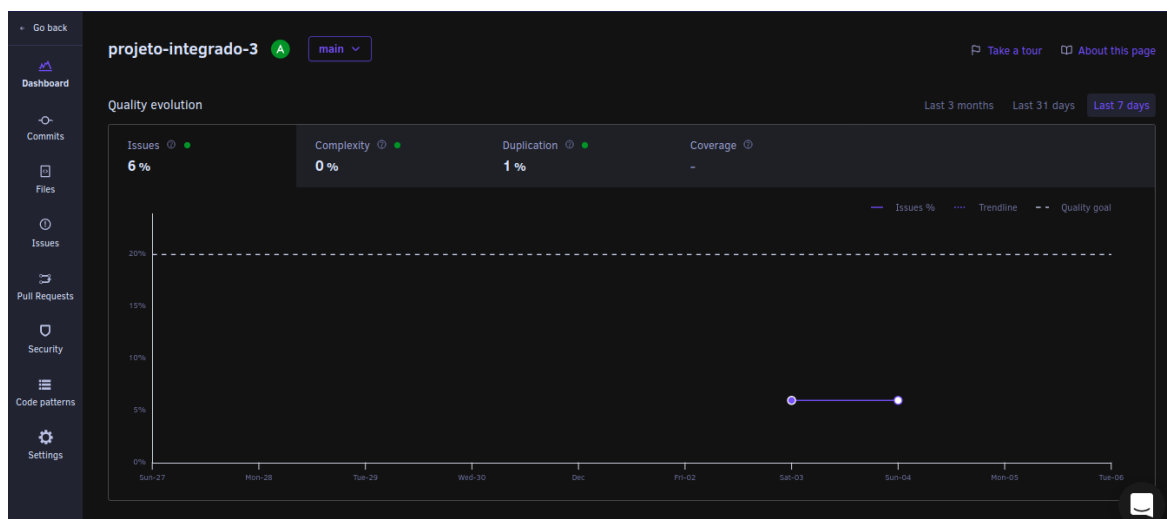 ← Go back
Dashboard
Commits
Files
Issues
Pull Requests
Security
Code patterns
Settings
projeto-integrado-3 A main
Take a tour About this page
Quality evolution
Last 3 months Last 31 days Last 7 days
Issues Complexity Duplication Coverage
6 % 0 % 1 % -
Issues % Trendline Quality goal
20%
15%
10%
5%
0%
Sun-27 Mon-28 Tue-29 Wed-30 Dec Fri-02 Sat-03 Sun-04 Mon-05 Tue-06